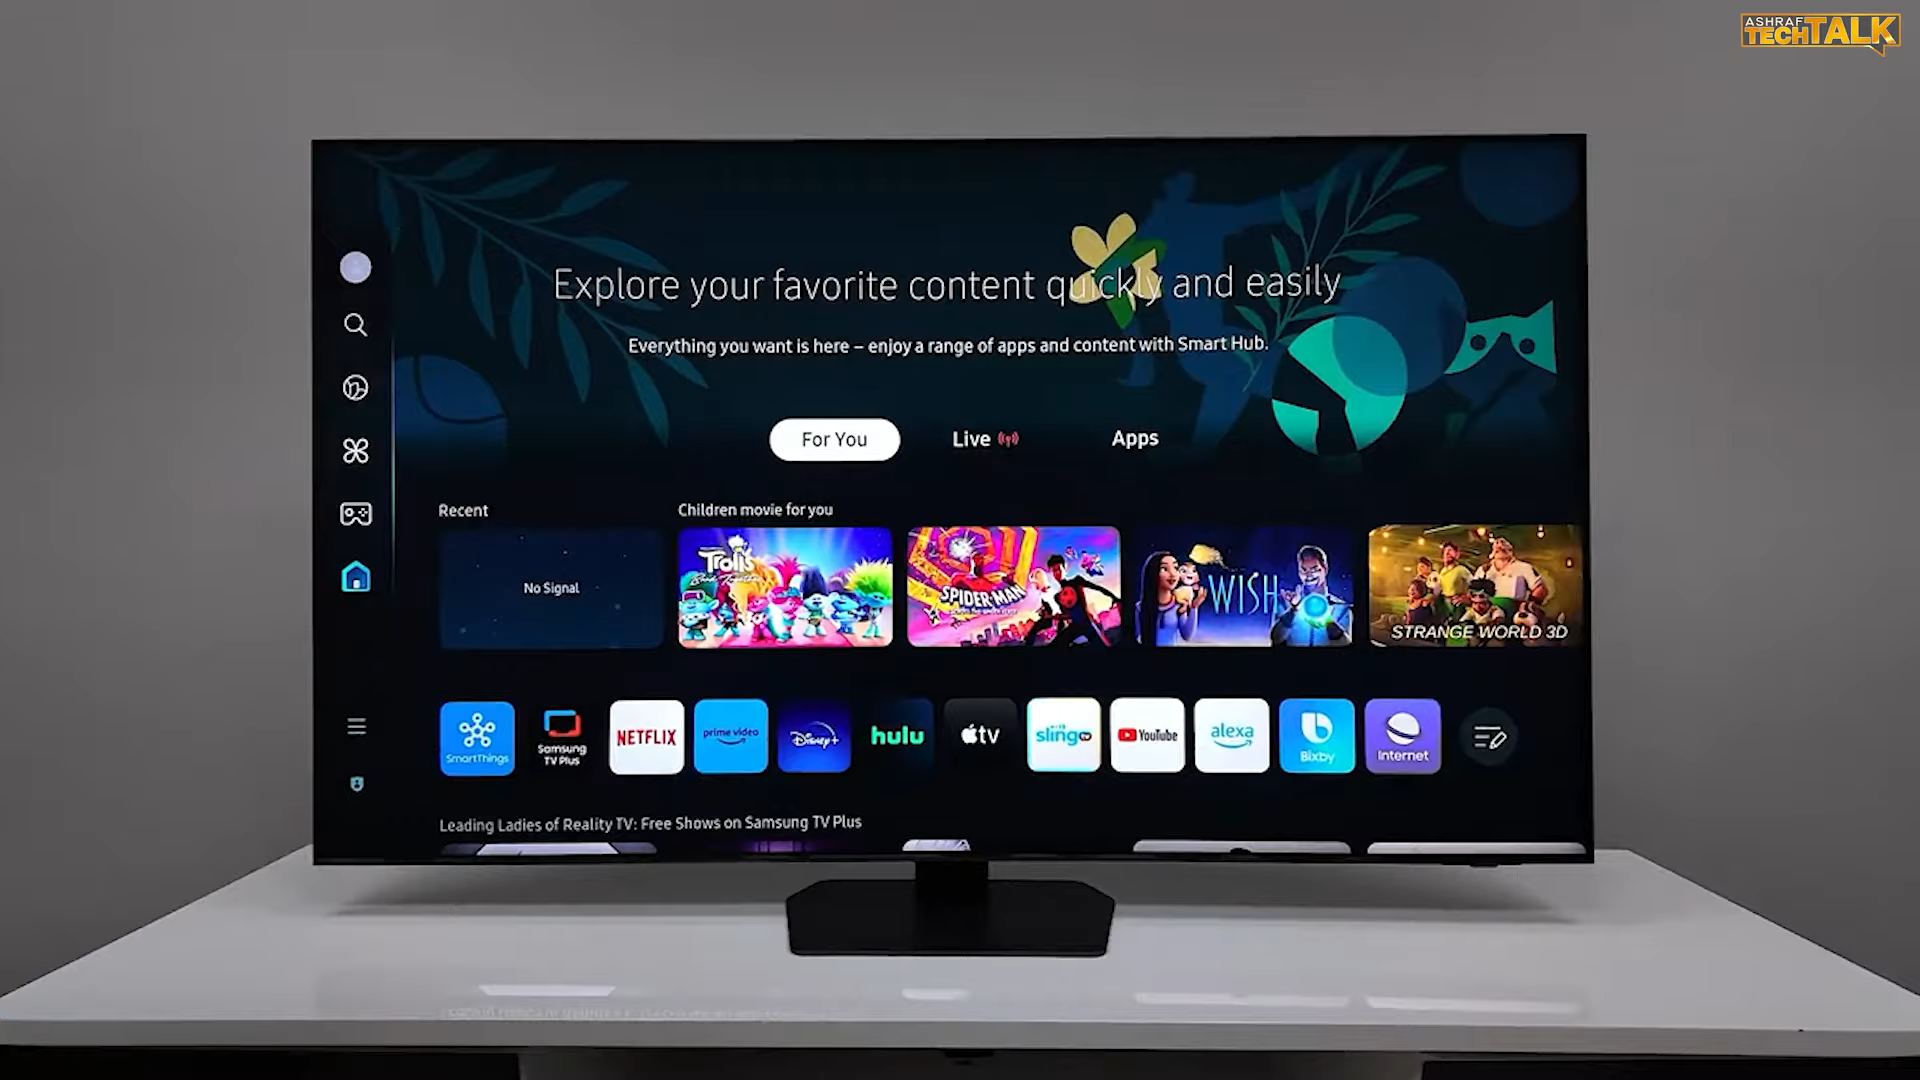 ASHRAF
TECHTALK
Explore your favorite content quickly and easily
Everything you want is here – enjoy a range of apps and content with Smart Hub.
For You
Live
Apps
Recent
Children movie for you
No Signal
Trolls
Band Together
SPIDER-MAN
WISH
STRANGE WORLD 3D
SmartThings
Samsung
TV Plus
NETFLIX
prime video
Disney+
hulu
tv
sling
YouTube
alexa
Bixby
Internet
Leading Ladies of Reality TV: Free Shows on Samsung TV Plus